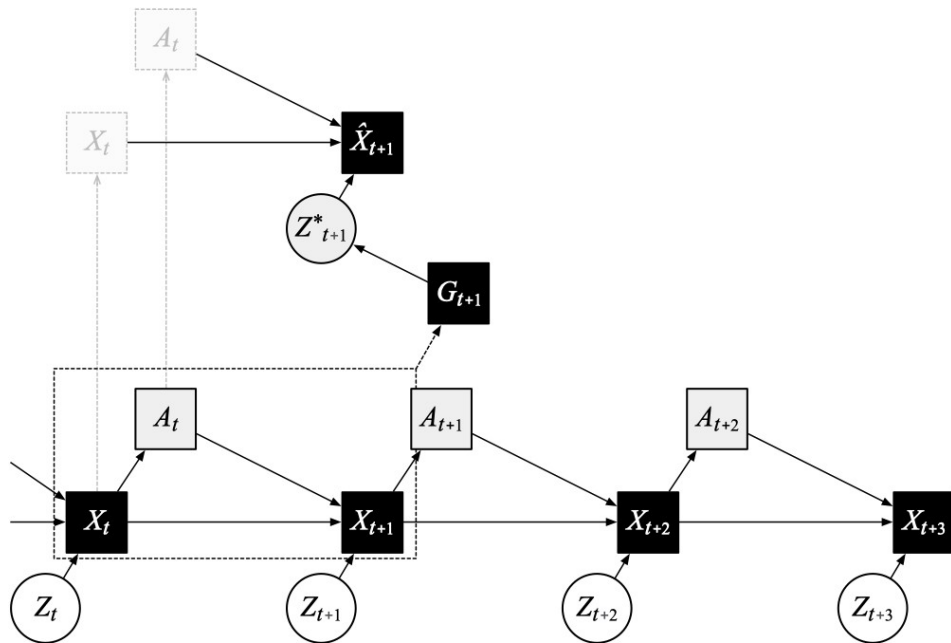 A_t
X_t
X̂_{t+1}
Z*_{t+1}
G_{t+1}
A_t
A_{t+1}
A_{t+2}
X_t
X_{t+1}
X_{t+2}
X_{t+3}
Z_t
Z_{t+1}
Z_{t+2}
Z_{t+3}